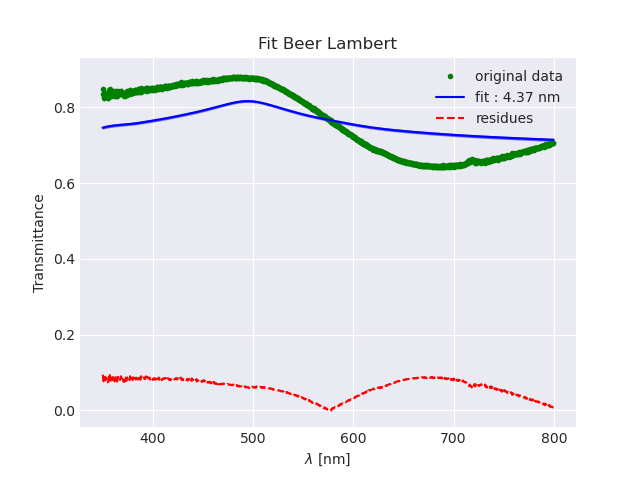 Fit Beer Lambert
original data
fit : 4.37 nm
residues
Transmittance
0.8
0.6
0.4
0.2
0.0
400 500 600 700 800
λ [nm]